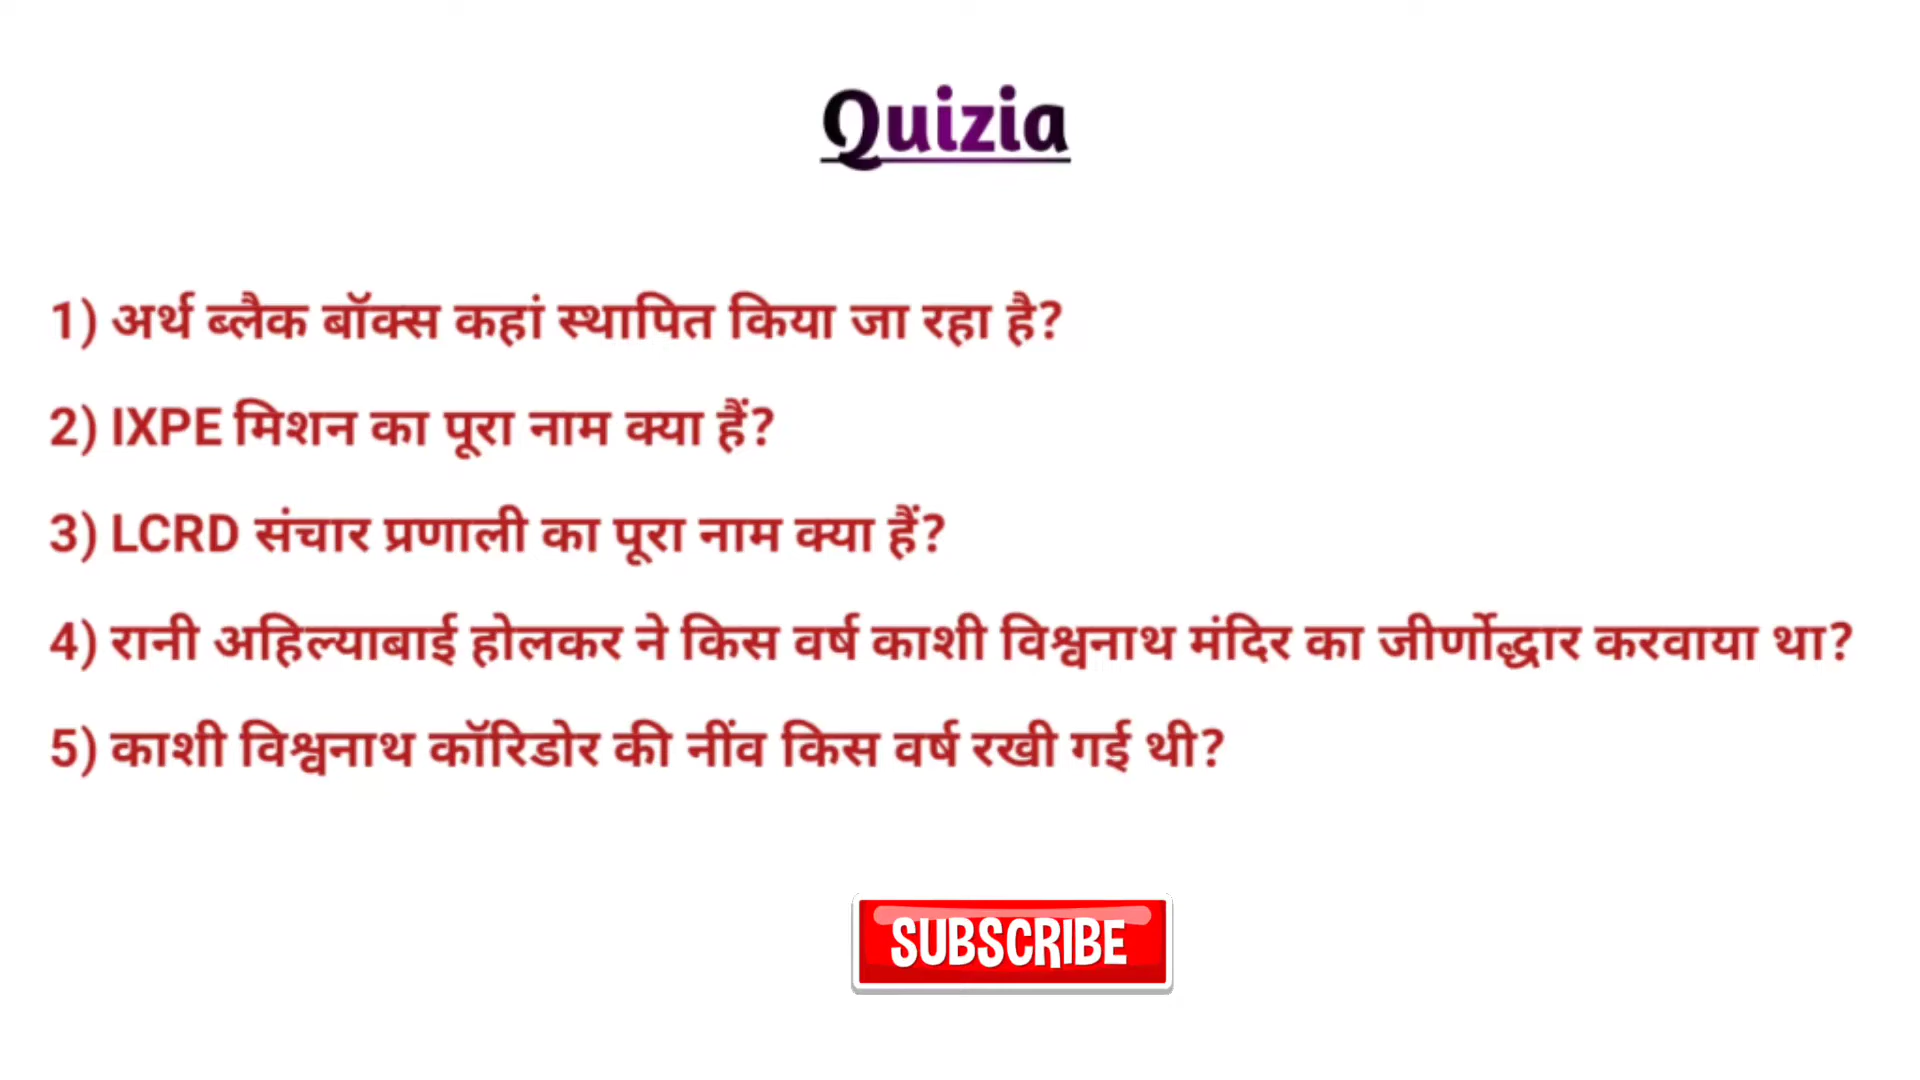 Quizia
1) अर्थ ब्लैक बॉक्स कहां स्थापित किया जा रहा है?
2) IXPE मिशन का पूरा नाम क्या हैं?
3) LCRD संचार प्रणाली का पूरा नाम क्या हैं?
4) रानी अहिल्याबाई होलकर ने किस वर्ष काशी विश्वनाथ मंदिर का जीर्णोद्धार करवाया था?
5) काशी विश्वनाथ कॉरिडोर की नींव किस वर्ष रखी गई थी?
SUBSCRIBE